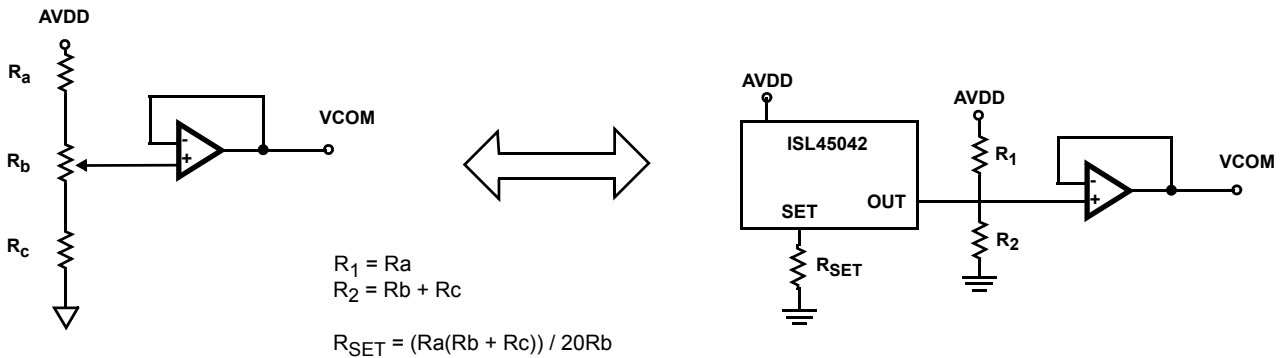 AVDD
Ra
Rb
Rc
-
+
VCOM
R1 = Ra
R2 = Rb + Rc
RSET = (Ra(Rb + Rc)) / 20Rb
AVDD
ISL45042
SET
OUT
RSET
AVDD
R1
R2
-
+
VCOM